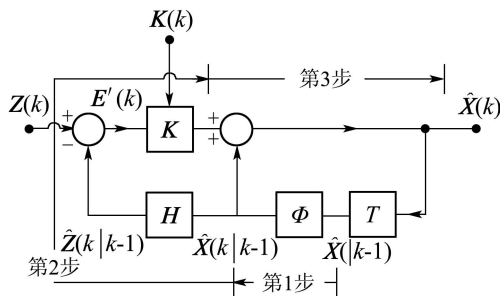 K(k)
第3步
Z(k)
E′(k)
X̂(k)
+
−
K
+
+
H
Φ
T
Ẑ(k|k-1)
X̂(k|k-1)
X̂(|k-1)
第2步
第1步